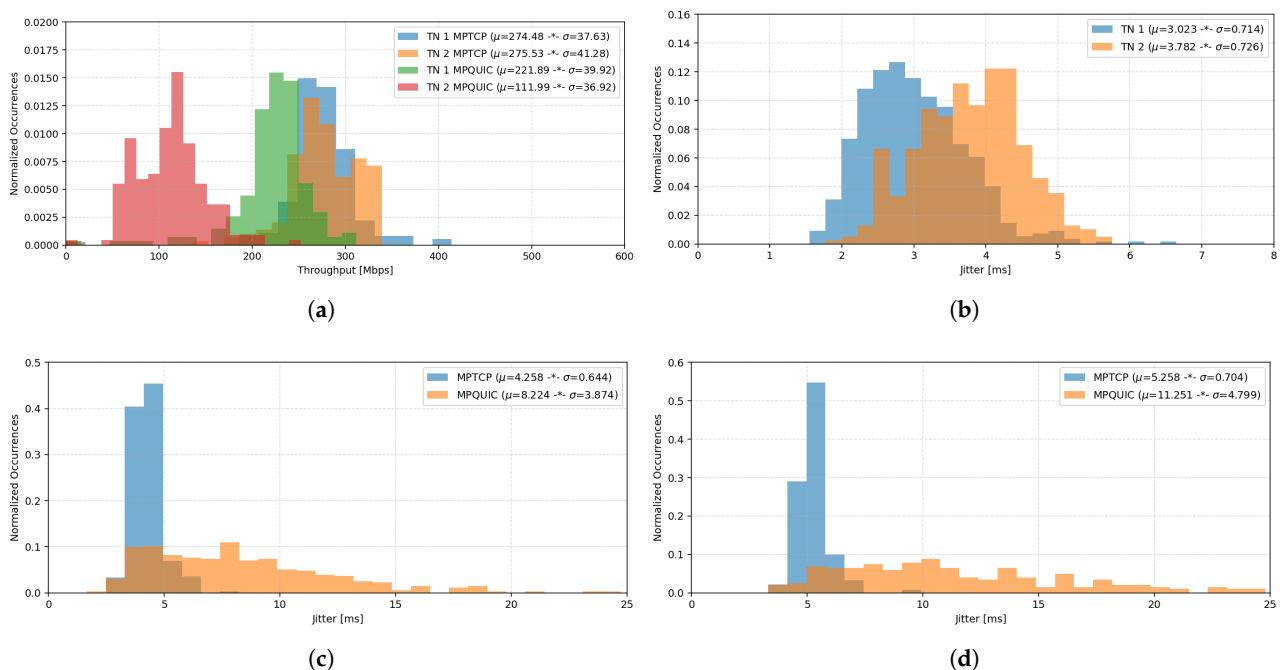 0.0200
0.0175
0.0150
0.0125
0.0100
0.0075
0.0050
0.0025
0.0000
Normalized Occurrences
TN 1 MPTCP (μ=274.48 -*- σ=37.63)
TN 2 MPTCP (μ=275.53 -*- σ=41.28)
TN 1 MPQUIC (μ=221.89 -*- σ=39.92)
TN 2 MPQUIC (μ=111.99 -*- σ=36.92)
0 100 200 300 400 500 600
Throughput [Mbps]
(a)
0.16
0.14
0.12
0.10
0.08
0.06
0.04
0.02
0.00
Normalized Occurrences
TN 1 (μ=3.023 -*- σ=0.714)
TN 2 (μ=3.782 -*- σ=0.726)
0 1 2 3 4 5 6 7 8
Jitter [ms]
(b)
0.5
0.4
0.3
0.2
0.1
0.0
Normalized Occurrences
MPTCP (μ=4.258 -*- σ=0.644)
MPQUIC (μ=8.224 -*- σ=3.874)
0 5 10 15 20 25
Jitter [ms]
(c)
0.6
0.5
0.4
0.3
0.2
0.1
0.0
Normalized Occurrences
MPTCP (μ=5.258 -*- σ=0.704)
MPQUIC (μ=11.251 -*- σ=4.799)
0 5 10 15 20 25
Jitter [ms]
(d)